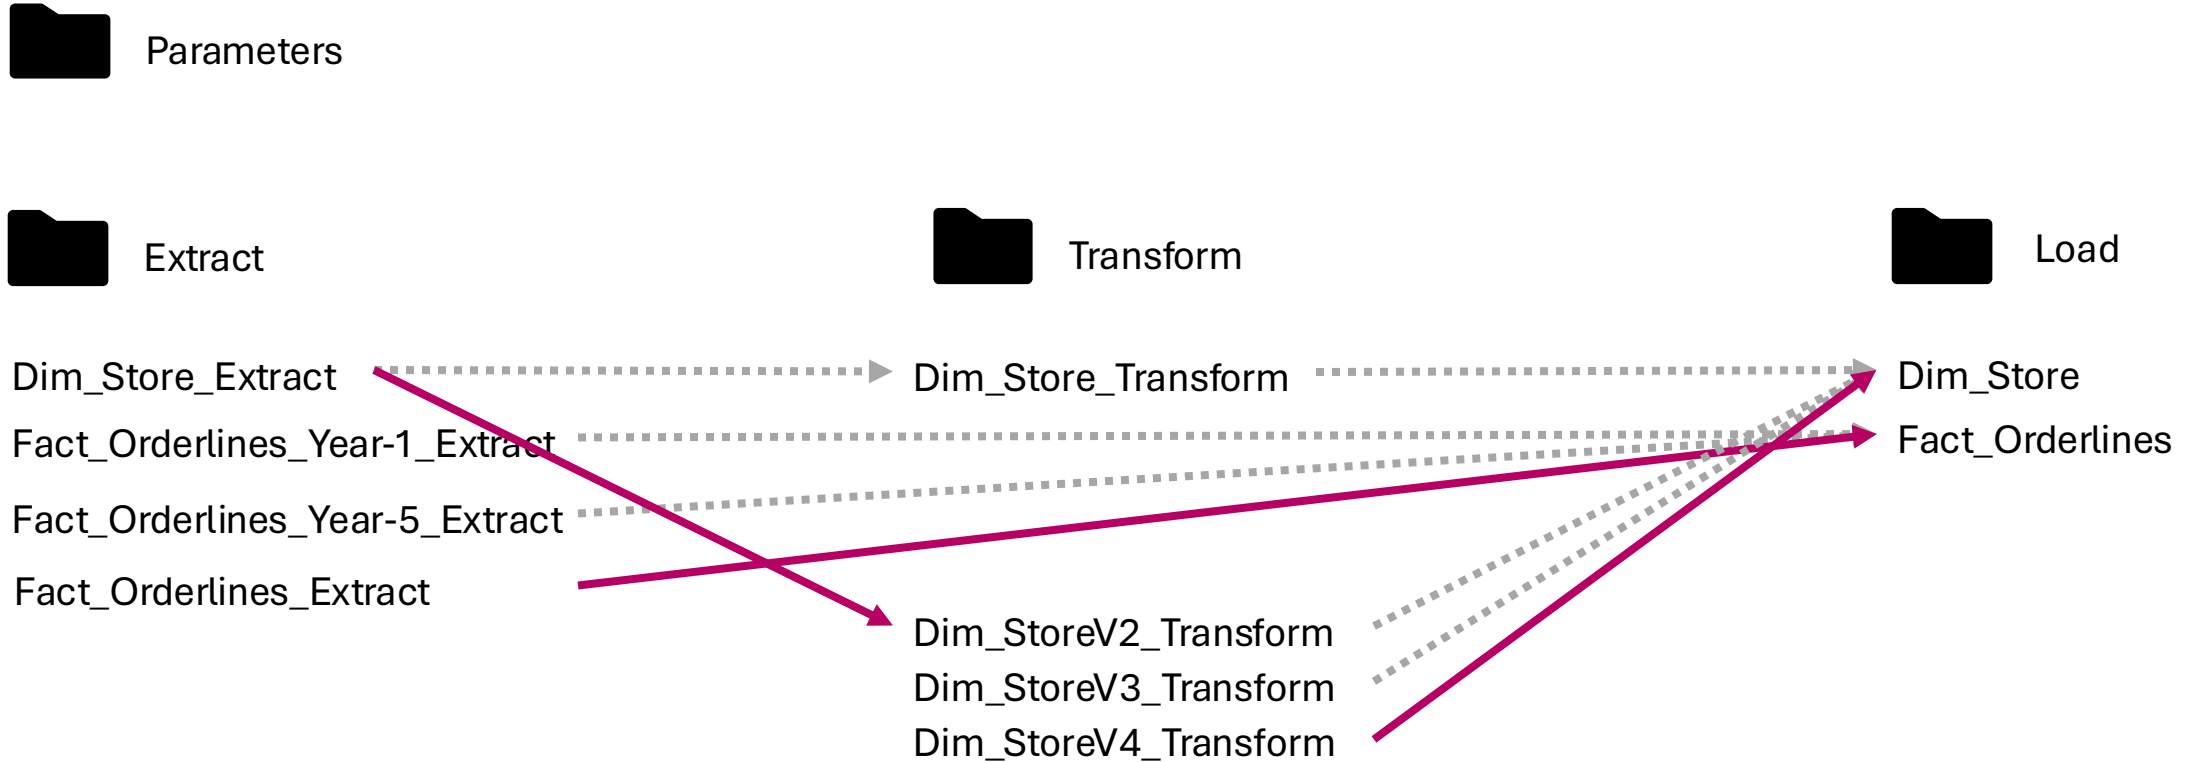 Parameters
Extract
Transform
Load
Dim_Store_Extract
Dim_Store_Transform
Dim_Store
Fact_Orderlines_Year-1_Extract
Fact_Orderlines
Fact_Orderlines_Year-5_Extract
Fact_Orderlines_Extract
Dim_StoreV2_Transform
Dim_StoreV3_Transform
Dim_StoreV4_Transform